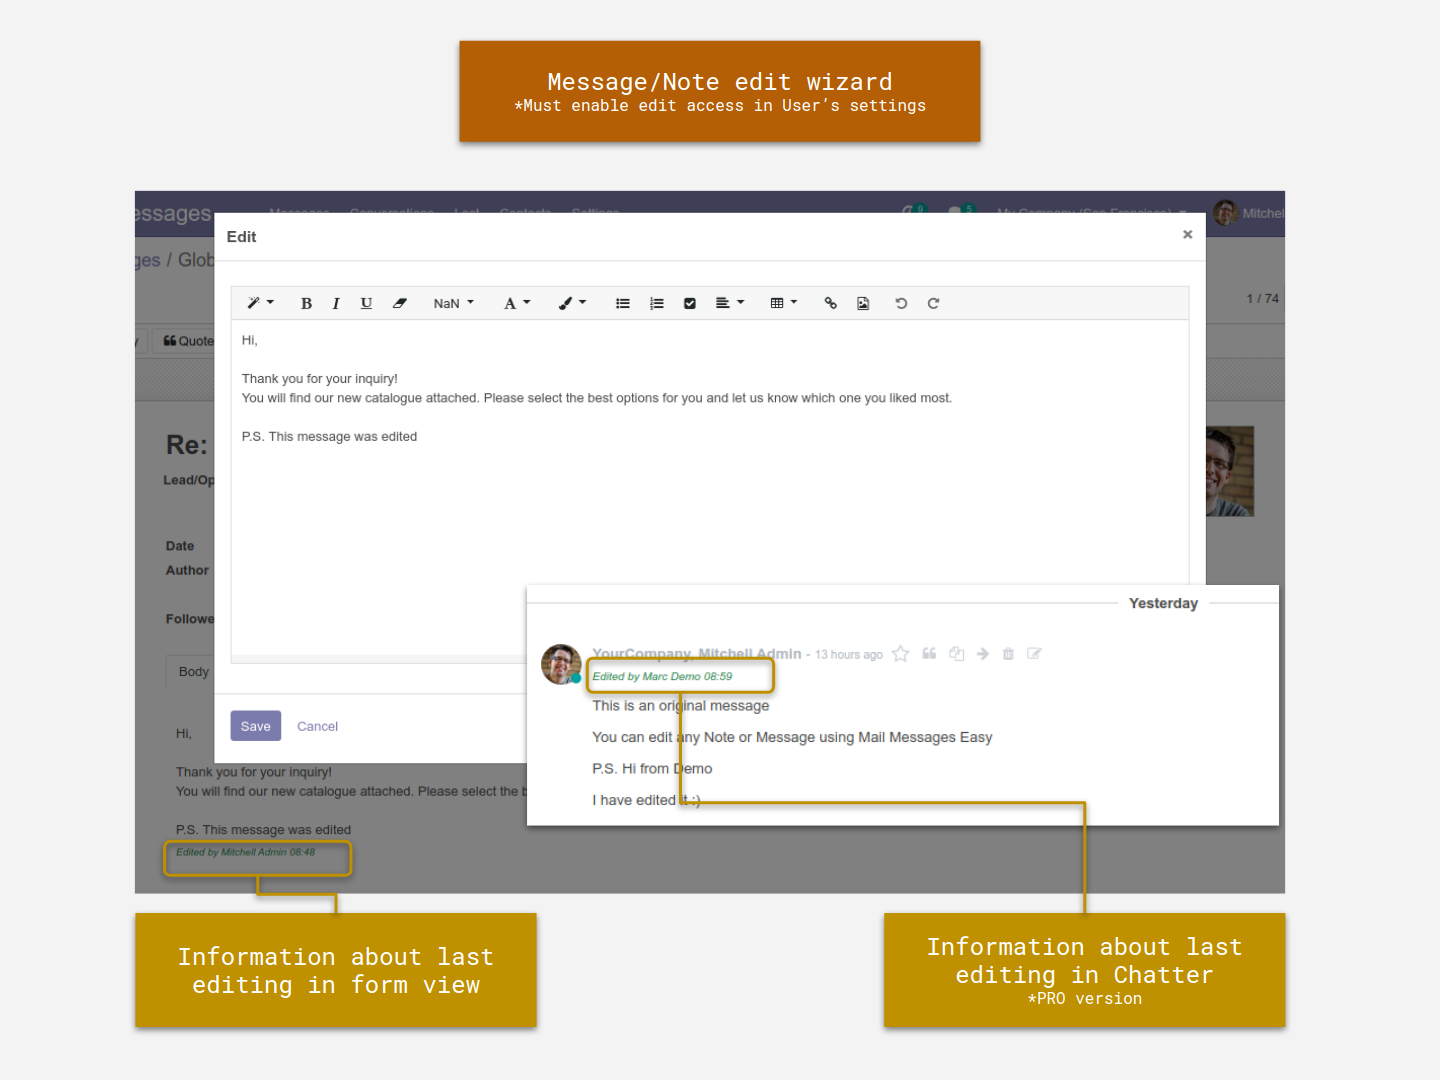 Message/Note edit wizard
*Must enable edit access in User’s settings
essages
9
5
Mitchel
ges / Glob
Edit
×
1 / 74
B I U NaN A
Quote
Hi,
Thank you for your inquiry!
You will find our new catalogue attached. Please select the best options for you and let us know which one you liked most.
P.S. This message was edited
Re:
Lead/Op
Date
Author
Followe
Body
Save Cancel
Yesterday
YourCompany, Mitchell Admin - 13 hours ago
Edited by Marc Demo 08:59
This is an original message
You can edit any Note or Message using Mail Messages Easy
P.S. Hi from Demo
I have edited it :)
Hi,
Thank you for your inquiry!
You will find our new catalogue attached. Please select the b
P.S. This message was edited
Edited by Mitchell Admin 08:48
Information about last
editing in form view
Information about last
editing in Chatter
*PRO version